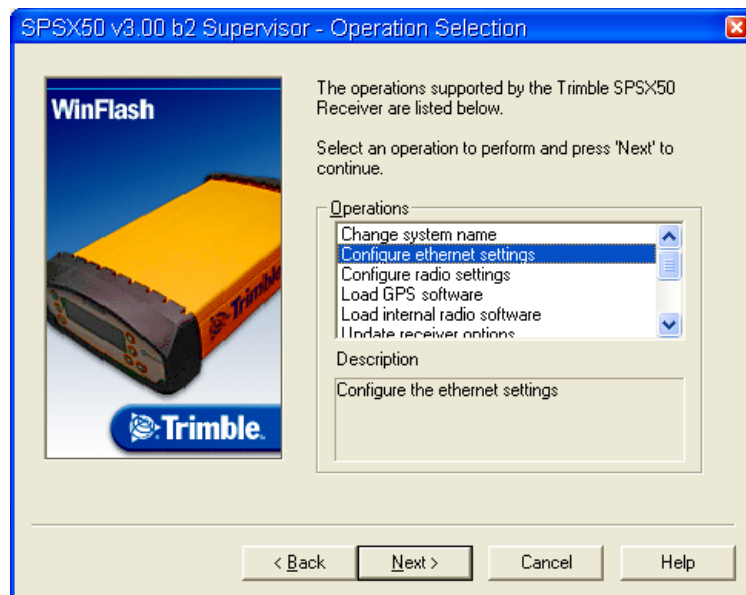 SPSX50 v3.00 b2 Supervisor - Operation Selection
WinFlash
Trimble
Trimble.
The operations supported by the Trimble SPSX50
Receiver are listed below.
Select an operation to perform and press 'Next' to
continue.
Operations
Change system name
Configure ethernet settings
Configure radio settings
Load GPS software
Load internal radio software
Update receiver options
Description
Configure the ethernet settings
< Back
Next >
Cancel
Help